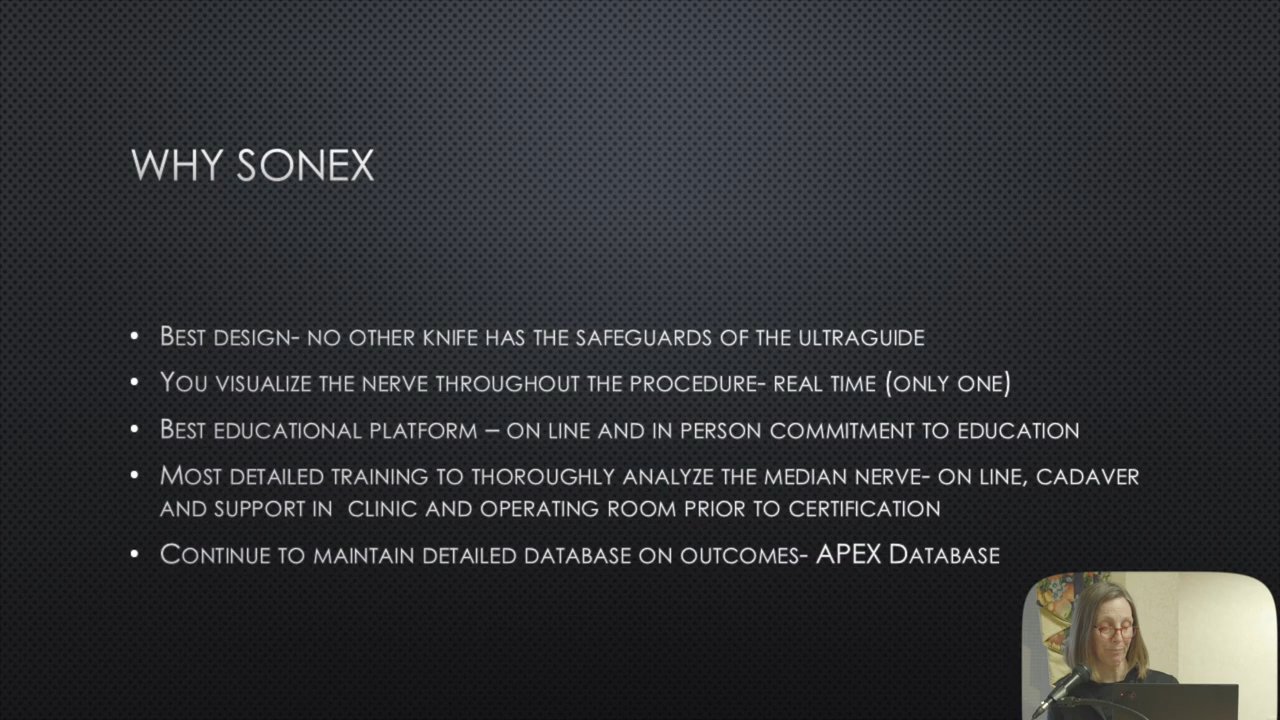 WHY SONEX
• BEST DESIGN- NO OTHER KNIFE HAS THE SAFEGUARDS OF THE ULTRAGUIDE
• YOU VISUALIZE THE NERVE THROUGHOUT THE PROCEDURE- REAL TIME (ONLY ONE)
• BEST EDUCATIONAL PLATFORM – ON LINE AND IN PERSON COMMITMENT TO EDUCATION
• MOST DETAILED TRAINING TO THOROUGHLY ANALYZE THE MEDIAN NERVE- ON LINE, CADAVER
AND SUPPORT IN CLINIC AND OPERATING ROOM PRIOR TO CERTIFICATION
• CONTINUE TO MAINTAIN DETAILED DATABASE ON OUTCOMES- APEX DATABASE